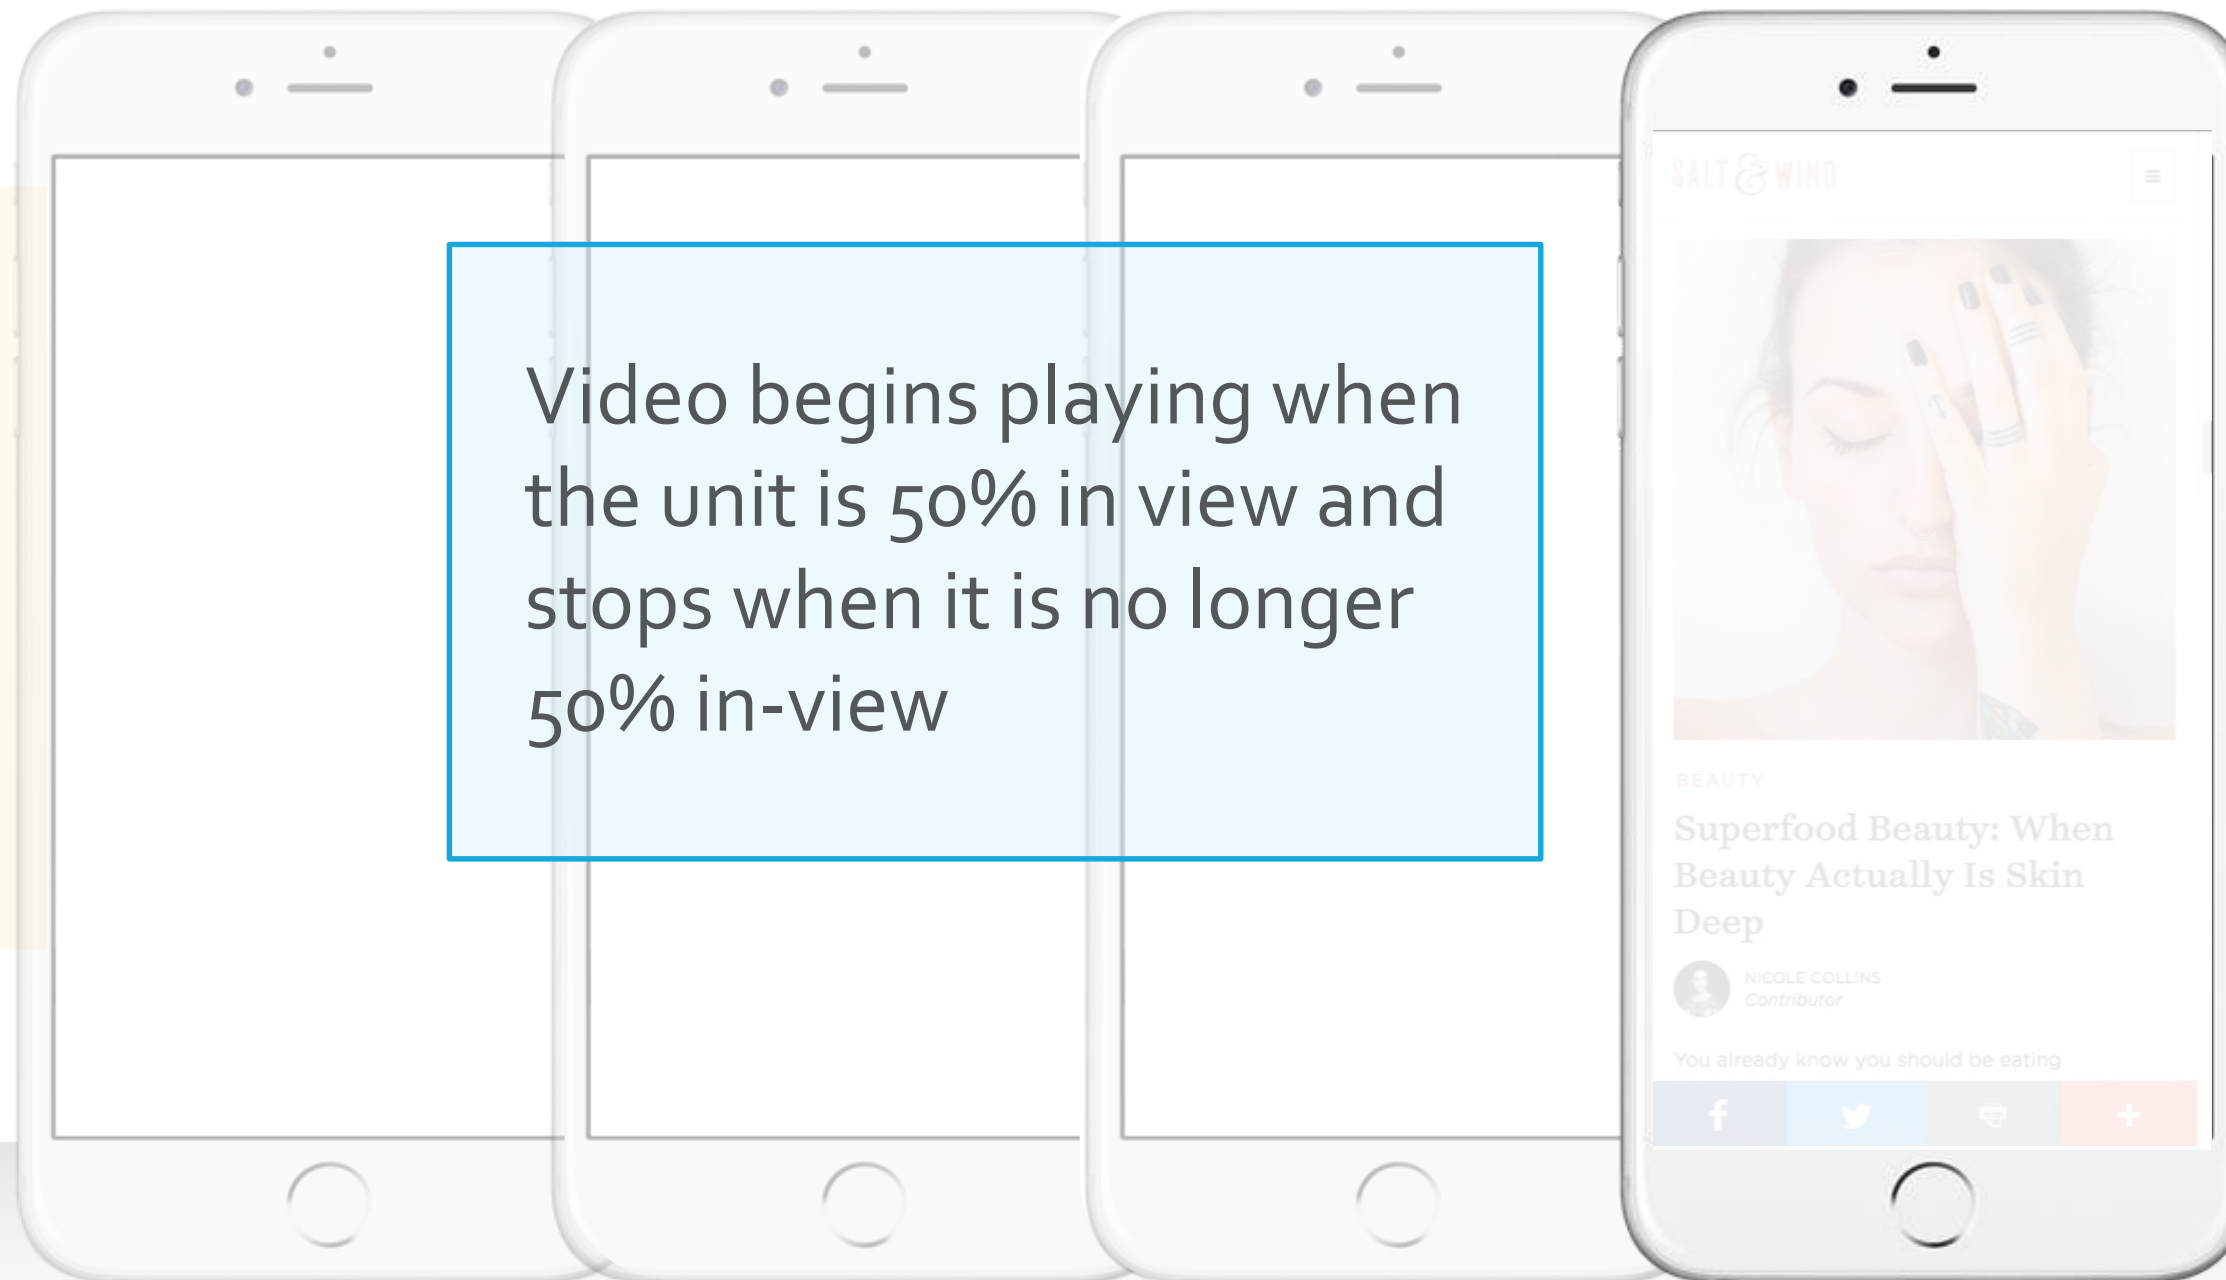 Video begins playing when
the unit is 50% in view and
stops when it is no longer
50% in-view
SALT & WIND
BEAUTY
Superfood Beauty: When
Beauty Actually Is Skin
Deep
NICOLE COLLINS
Contributor
You already know you should be eating